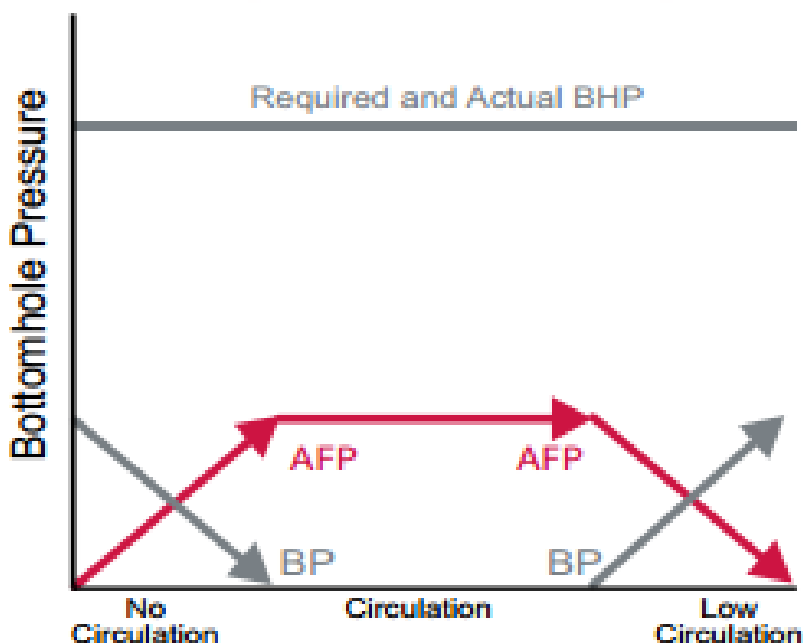 Bottomhole Pressure
Required and Actual BHP
AFP
AFP
BP
BP
No
Circulation
Circulation
Low
Circulation